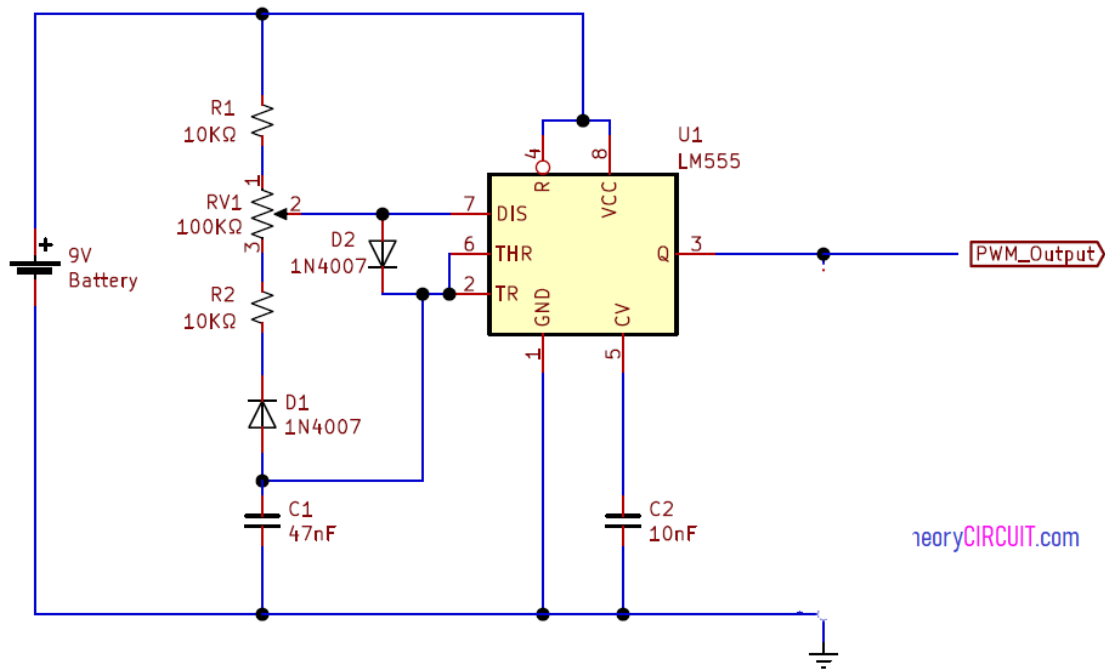 R1
10KΩ
1
RV1
100KΩ
2
3
R2
10KΩ
9V
Battery
+
D2
1N4007
D1
1N4007
C1
47nF
U1
LM555
4
8
R
VCC
7
DIS
6
THR
2
TR
Q
3
GND
CV
1
5
C2
10nF
PWM_Output
heoryCIRCUIT.com